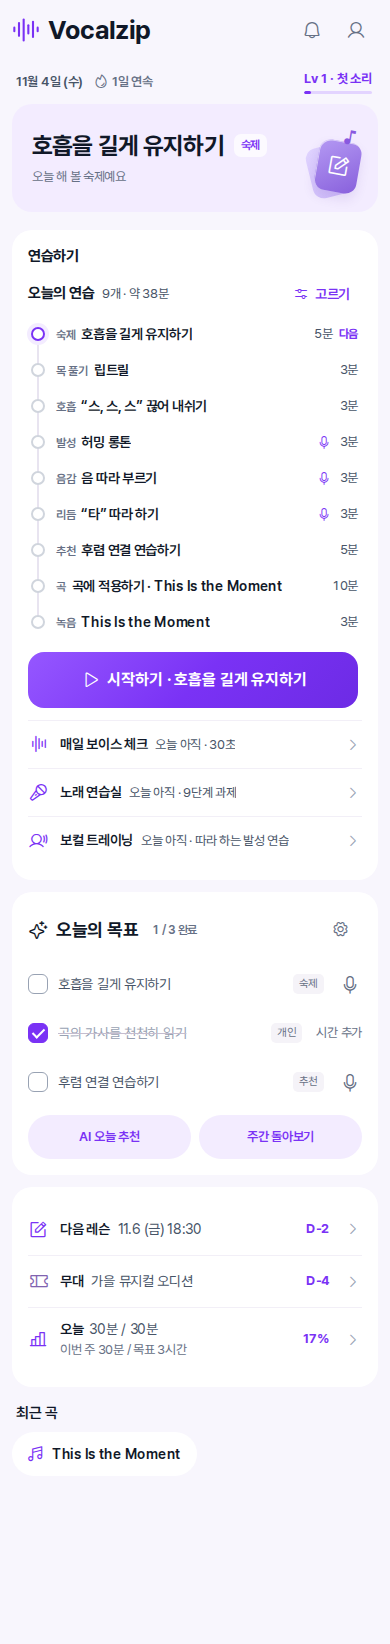 Vocalzip
11월 4일 (수) 1일 연속 Lv 1 · 첫 소리
호흡을 길게 유지하기 숙제
오늘 해 볼 숙제예요
연습하기
오늘의 연습 9개 · 약 38분 고르기
숙제 호흡을 길게 유지하기 5분 다음
목 풀기 립트릴 3분
호흡 “스, 스, 스” 끊어 내쉬기 3분
발성 허밍 롱톤 3분
음감 음 따라 부르기 3분
리듬 “타” 따라 하기 3분
추천 후렴 연결 연습하기 5분
곡 곡에 적용하기 · This Is the Moment 10분
녹음 This Is the Moment 3분
시작하기 · 호흡을 길게 유지하기
매일 보이스 체크 오늘 아직 · 30초
노래 연습실 오늘 아직 · 9단계 과제
보컬 트레이닝 오늘 아직 · 따라 하는 발성 연습
오늘의 목표 1 / 3 완료
호흡을 길게 유지하기 숙제
곡의 가사를 천천히 읽기 개인 시간 추가
후렴 연결 연습하기 추천
AI 오늘 추천 주간 돌아보기
다음 레슨 11.6 (금) 18:30 D-2
무대 가을 뮤지컬 오디션 D-4
오늘 30분 / 30분 17%
이번 주 30분 / 목표 3시간
최근 곡
This Is the Moment